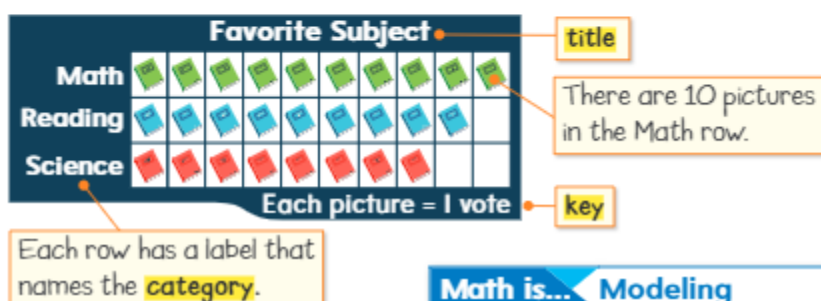 Favorite Subject
title
Math
There are 10 pictures
in the Math row.
Reading
Science
Each picture = 1 vote
key
Each row has a label that
names the category.
Math is... Modeling